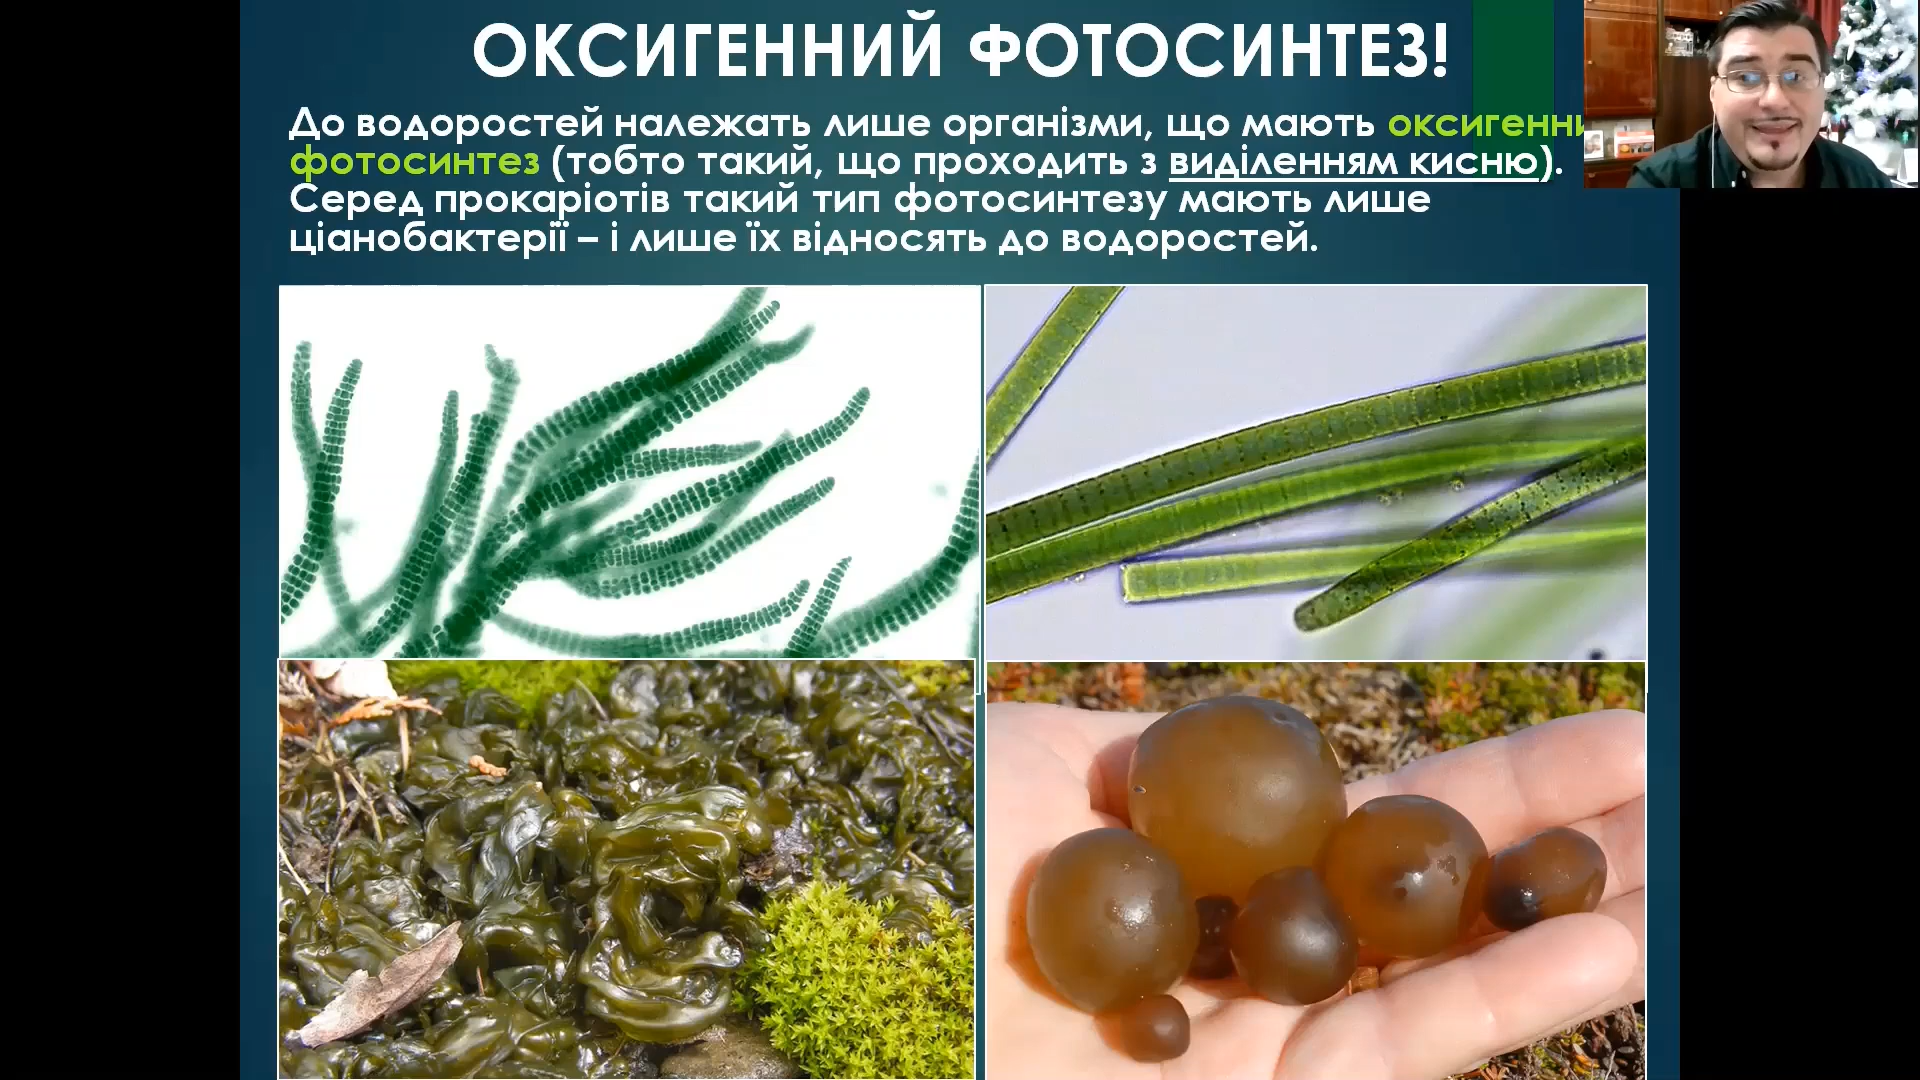 ОКСИГЕННИЙ ФОТОСИНТЕЗ!
До водоростей належать лише організми, що мають оксигенни
фотосинтез (тобто такий, що проходить з виділенням кисню).
Серед прокаріотів такий тип фотосинтезу мають лише
ціанобактерії – і лише їх відносять до водоростей.